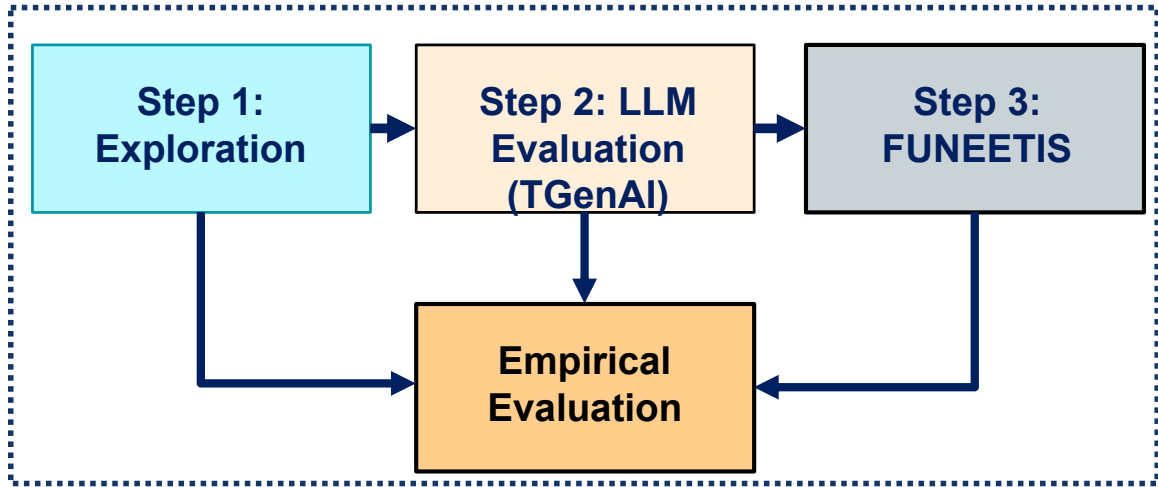 Step 1:
Exploration
Step 2: LLM
Evaluation
(TGenAI)
Step 3:
FUNEETIS
Empirical
Evaluation